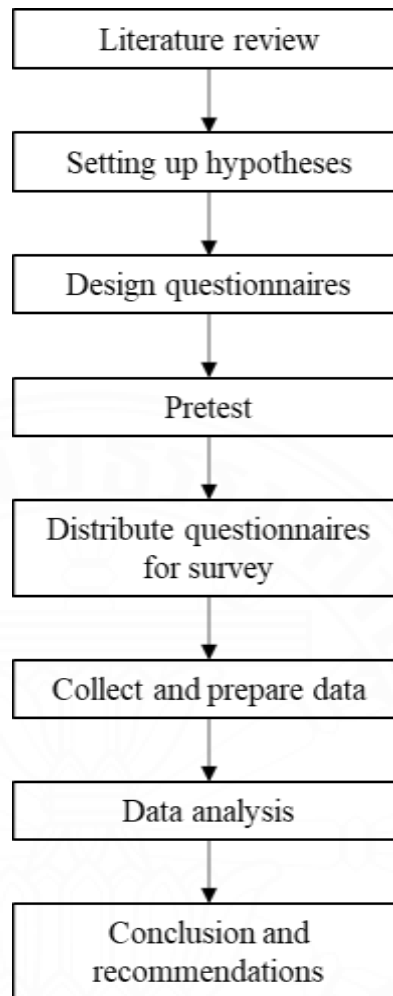 Literature review
Setting up hypotheses
Design questionnaires
Pretest
Distribute questionnaires
for survey
Collect and prepare data
Data analysis
Conclusion and
recommendations